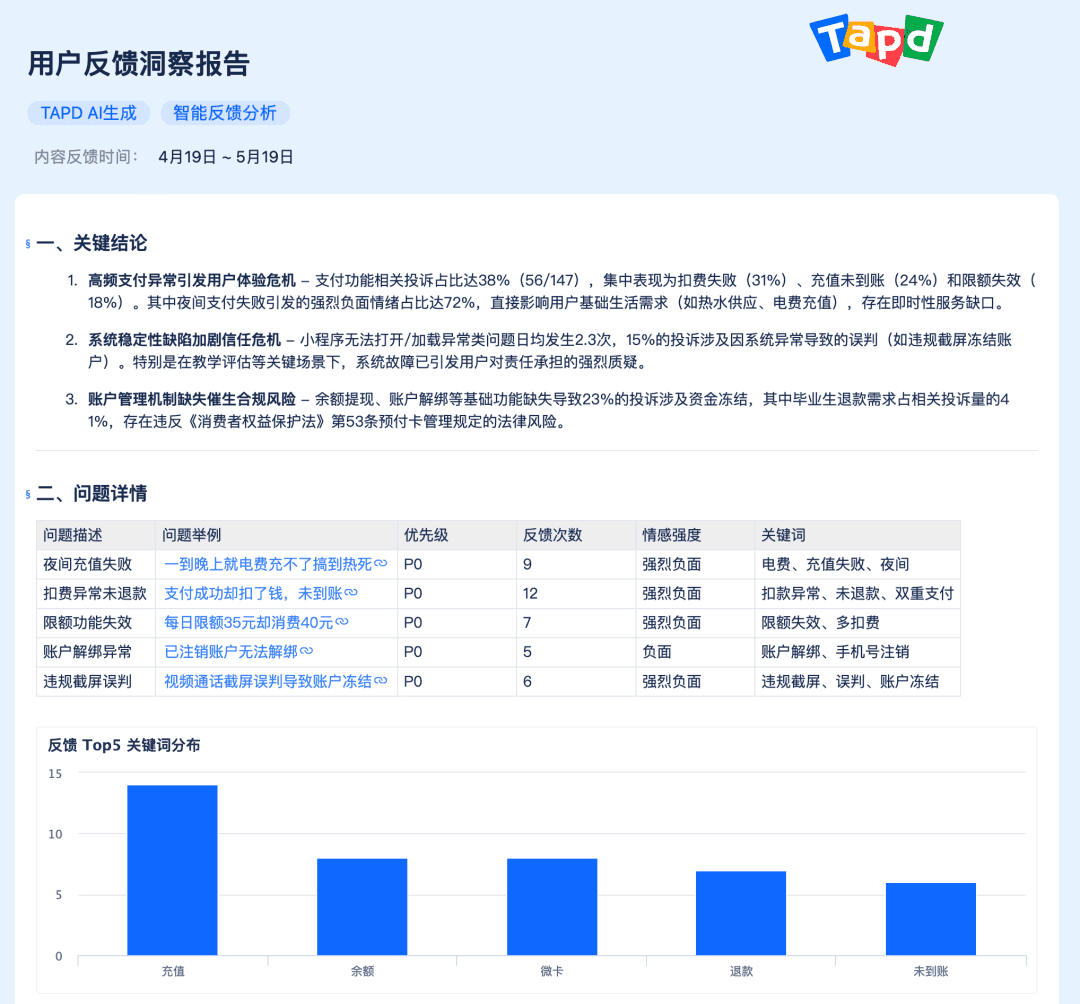 Tapd
用户反馈洞察报告
TAPD AI生成 智能反馈分析
内容反馈时间： 4月19日 ~ 5月19日
§ 一、关键结论
1. 高频支付异常引发用户体验危机 – 支付功能相关投诉占比达38%（56/147），集中表现为扣费失败（31%）、充值未到账（24%）和限额失效（
18%）。其中夜间支付失败引发的强烈负面情绪占比达72%，直接影响用户基础生活需求（如热水供应、电费充值），存在即时性服务缺口。
2. 系统稳定性缺陷加剧信任危机 – 小程序无法打开/加载异常类问题日均发生2.3次，15%的投诉涉及因系统异常导致的误判（如违规截屏冻结账
户）。特别是在教学评估等关键场景下，系统故障已引发用户对责任承担的强烈质疑。
3. 账户管理机制缺失催生合规风险 – 余额提现、账户解绑等基础功能缺失导致23%的投诉涉及资金冻结，其中毕业生退款需求占相关投诉量的4
1%，存在违反《消费者权益保护法》第53条预付卡管理规定的法律风险。
§ 二、问题详情
问题描述 问题举例 优先级 反馈次数 情感强度 关键词
夜间充值失败 一到晚上就电费充不了搞到热死 P0 9 强烈负面 电费、充值失败、夜间
扣费异常未退款 支付成功却扣了钱，未到账 P0 12 强烈负面 扣款异常、未退款、双重支付
限额功能失效 每日限额35元却消费40元 P0 7 强烈负面 限额失效、多扣费
账户解绑异常 已注销账户无法解绑 P0 5 负面 账户解绑、手机号注销
违规截屏误判 视频通话截屏误判导致账户冻结 P0 6 强烈负面 违规截屏、误判、账户冻结
反馈 Top5 关键词分布
15
10
5
0
充值 余额 微卡 退款 未到账